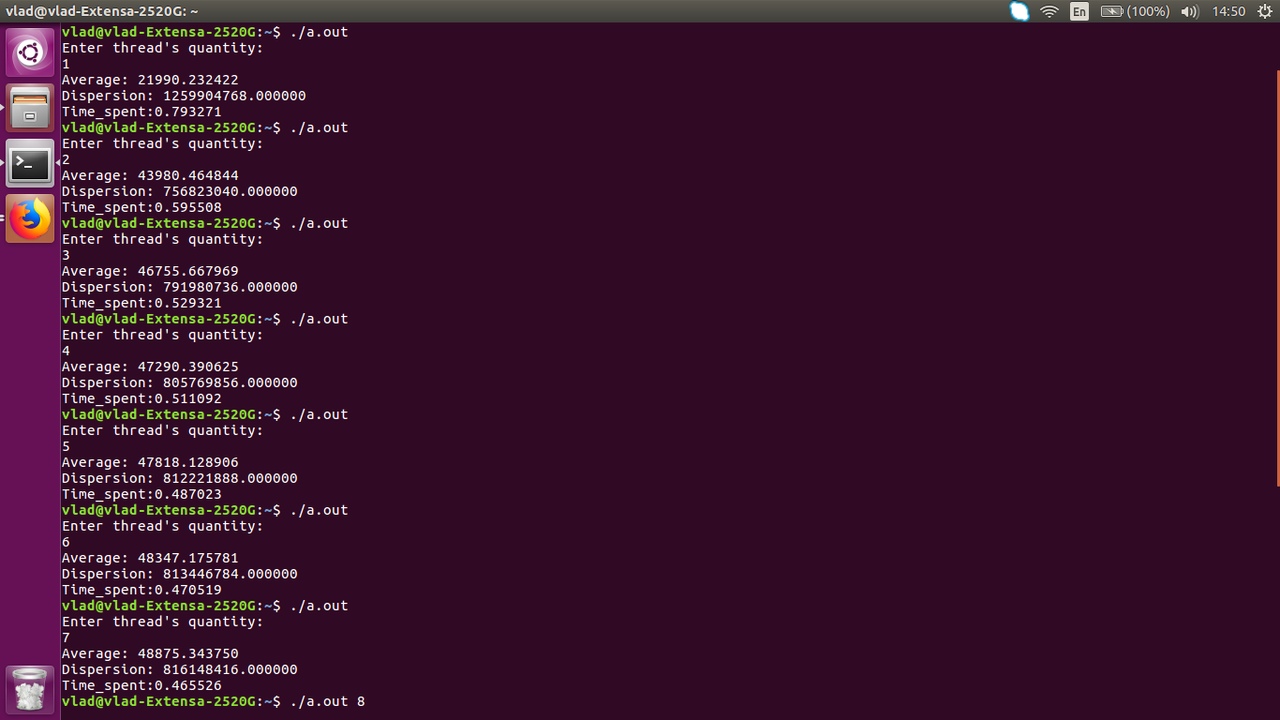 vlad@vlad-Extensa-2520G: ~
En
(100%)
14:50
vlad@vlad-Extensa-2520G:~$ ./a.out
Enter thread's quantity:
1
Average: 21990.232422
Dispersion: 1259904768.000000
Time_spent:0.793271
vlad@vlad-Extensa-2520G:~$ ./a.out
Enter thread's quantity:
2
Average: 43980.464844
Dispersion: 756823040.000000
Time_spent:0.595508
vlad@vlad-Extensa-2520G:~$ ./a.out
Enter thread's quantity:
3
Average: 46755.667969
Dispersion: 791980736.000000
Time_spent:0.529321
vlad@vlad-Extensa-2520G:~$ ./a.out
Enter thread's quantity:
4
Average: 47290.390625
Dispersion: 805769856.000000
Time_spent:0.511092
vlad@vlad-Extensa-2520G:~$ ./a.out
Enter thread's quantity:
5
Average: 47818.128906
Dispersion: 812221888.000000
Time_spent:0.487023
vlad@vlad-Extensa-2520G:~$ ./a.out
Enter thread's quantity:
6
Average: 48347.175781
Dispersion: 813446784.000000
Time_spent:0.470519
vlad@vlad-Extensa-2520G:~$ ./a.out
Enter thread's quantity:
7
Average: 48875.343750
Dispersion: 816148416.000000
Time_spent:0.465526
vlad@vlad-Extensa-2520G:~$ ./a.out 8